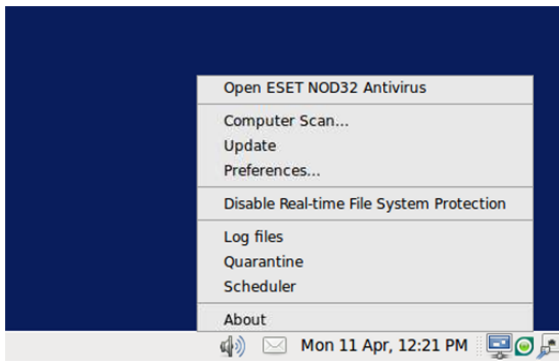 Open ESET NOD32 Antivirus
Computer Scan...
Update
Preferences...
Disable Real-time File System Protection
Log files
Quarantine
Scheduler
About
Mon 11 Apr, 12:21 PM